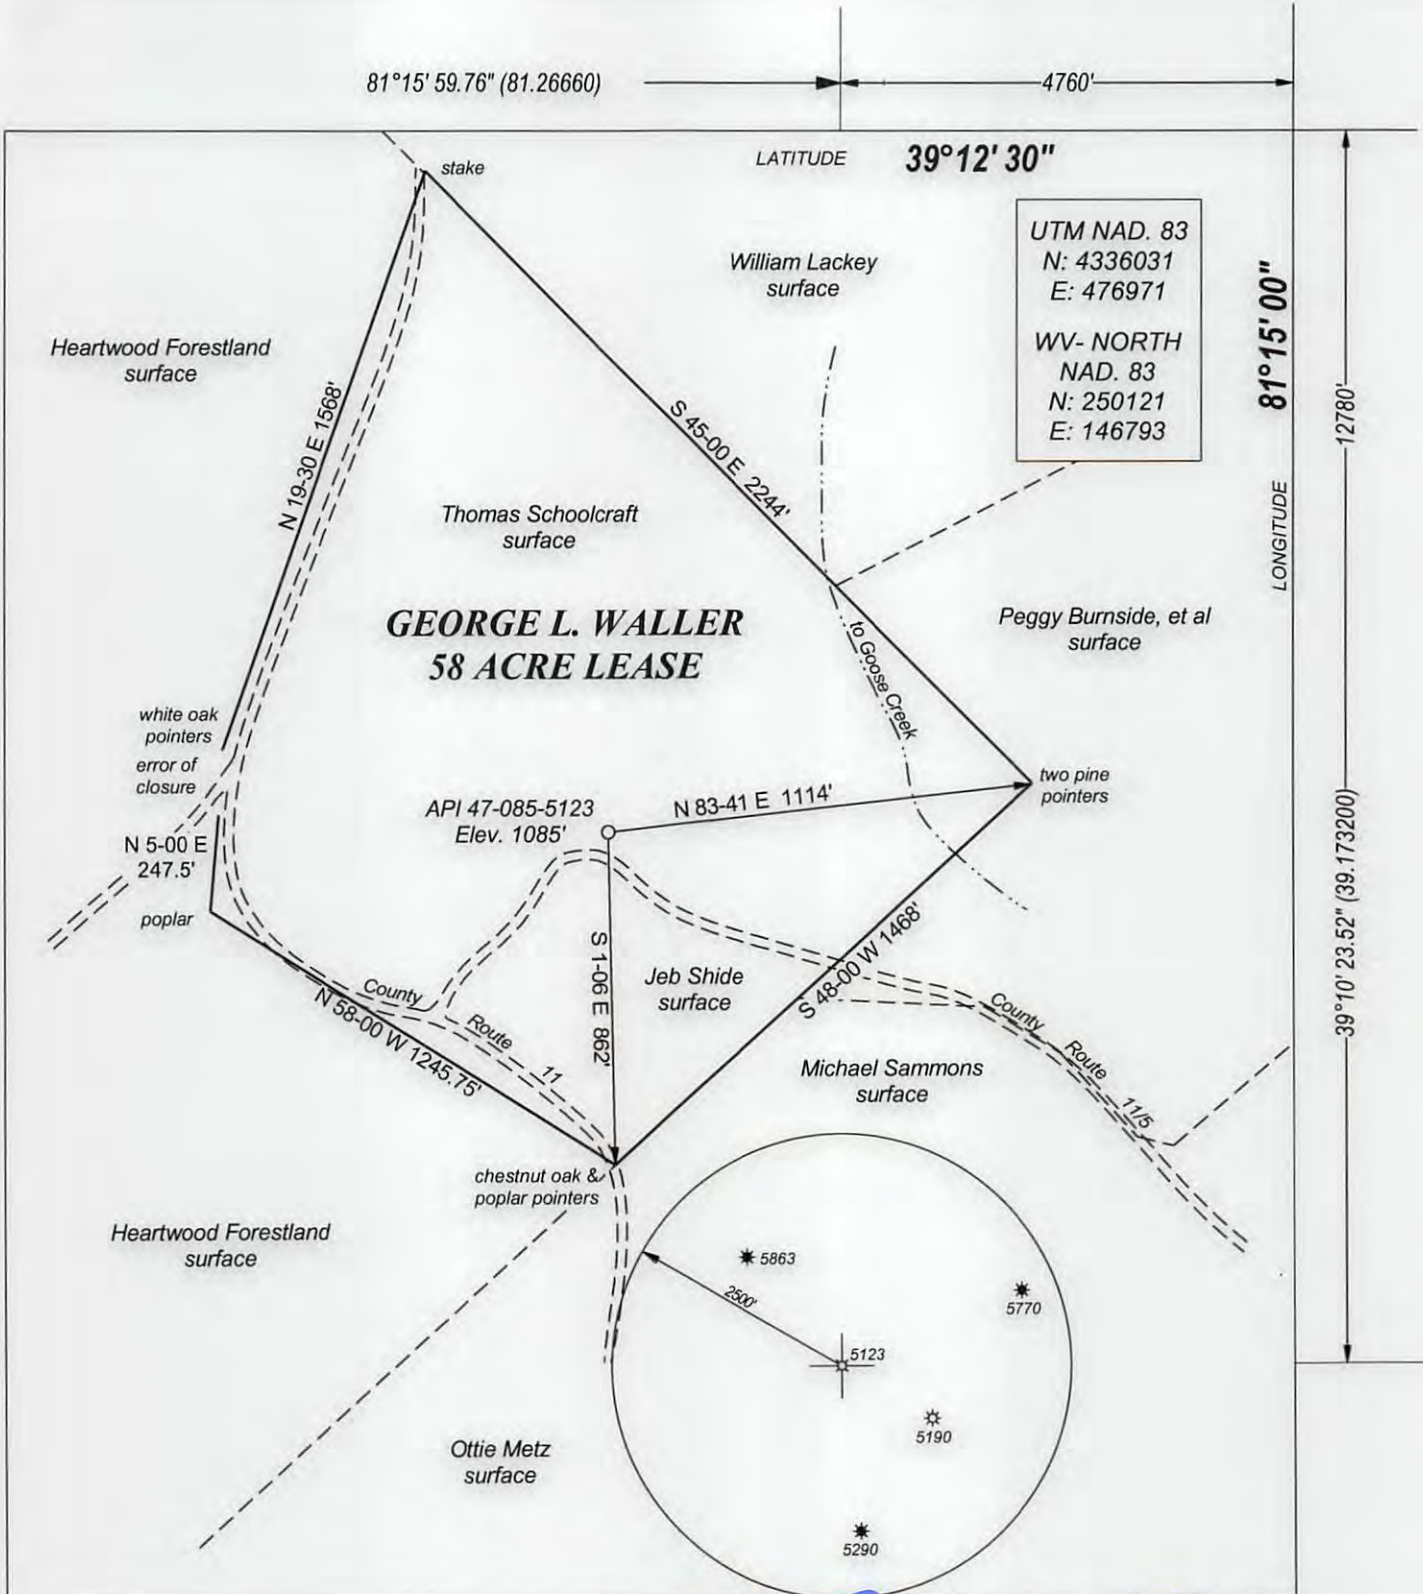 81°15' 59.76" (81.26660)
4760'
LATITUDE 39°12' 30"
stake
UTM NAD. 83
N: 4336031
E: 476971
WV- NORTH
NAD. 83
N: 250121
E: 146793
William Lackey
surface
81°15' 00"
LONGITUDE
12780'
39°10' 23.52" (39.173200)
Heartwood Forestland
surface
N 19-30 E 1568'
S 45-00 E 2244'
Thomas Schoolcraft
surface
GEORGE L. WALLER
58 ACRE LEASE
to Goose Creek
Peggy Burnside, et al
surface
white oak
pointers
error of
closure
two pine
pointers
API 47-085-5123
Elev. 1085'
N 83-41 E 1114'
N 5-00 E
247.5'
poplar
S 1-06 E 862'
S 48-00 W 1468'
Jeb Shide
surface
County Route 11
N 58-00 W 1245.75'
County Route 11/5
Michael Sammons
surface
chestnut oak &
poplar pointers
Heartwood Forestland
surface
5863
2500'
5770
5123
5190
5290
Ottie Metz
surface